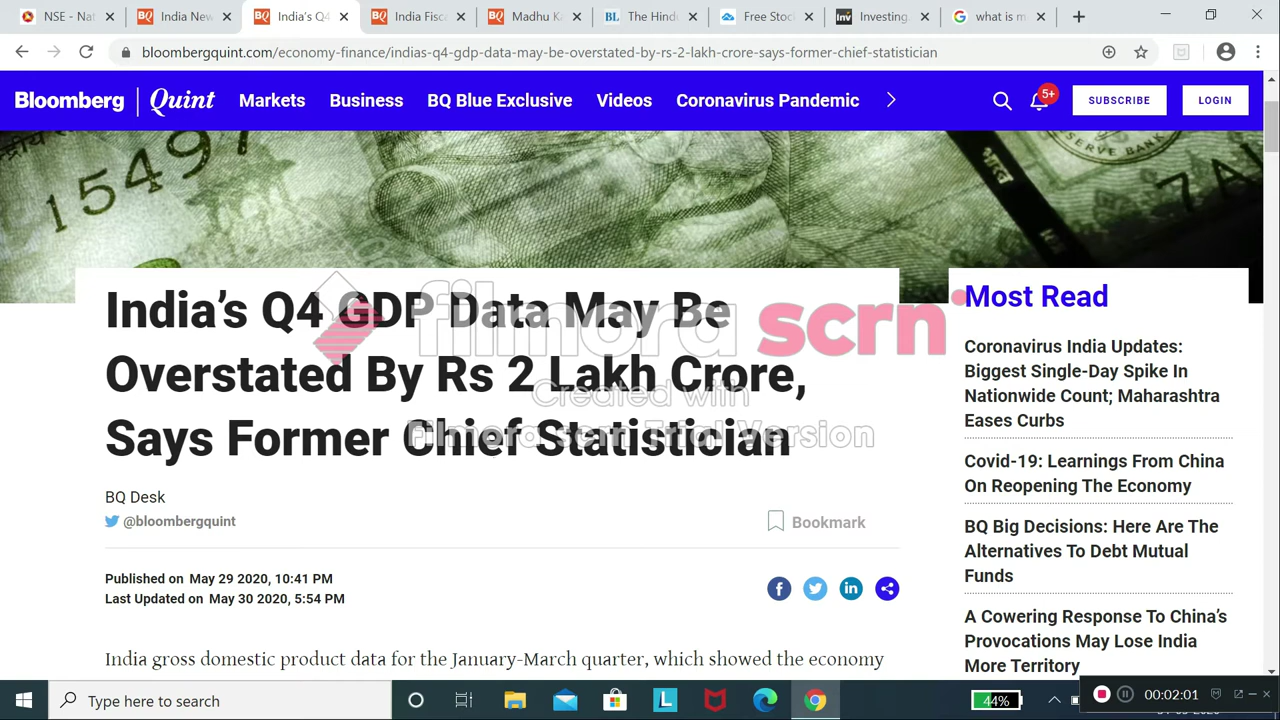 NSE - Nat
India New
India's Q4
India Fisca
Madhu Ka
The Hindu
Free Stoc
Investing.
what is m
bloombergquint.com/economy-finance/indias-q4-gdp-data-may-be-overstated-by-rs-2-lakh-crore-says-former-chief-statistician
Bloomberg | Quint Markets Business BQ Blue Exclusive Videos Coronavirus Pandemic 5+ SUBSCRIBE LOGIN
15497
RESERVE BANK
7A
India's Q4 GDP Data May Be
Overstated By Rs 2 Lakh Crore,
Says Former Chief Statistician
filmora scrn
Created with
Filmora scrn Trial Version
BQ Desk
@bloombergquint
Bookmark
Published on May 29 2020, 10:41 PM
Last Updated on May 30 2020, 5:54 PM
India gross domestic product data for the January-March quarter, which showed the economy
Most Read
Coronavirus India Updates:
Biggest Single-Day Spike In
Nationwide Count; Maharashtra
Eases Curbs
Covid-19: Learnings From China
On Reopening The Economy
BQ Big Decisions: Here Are The
Alternatives To Debt Mutual
Funds
A Cowering Response To China's
Provocations May Lose India
More Territory
Type here to search
44%
00:02:01